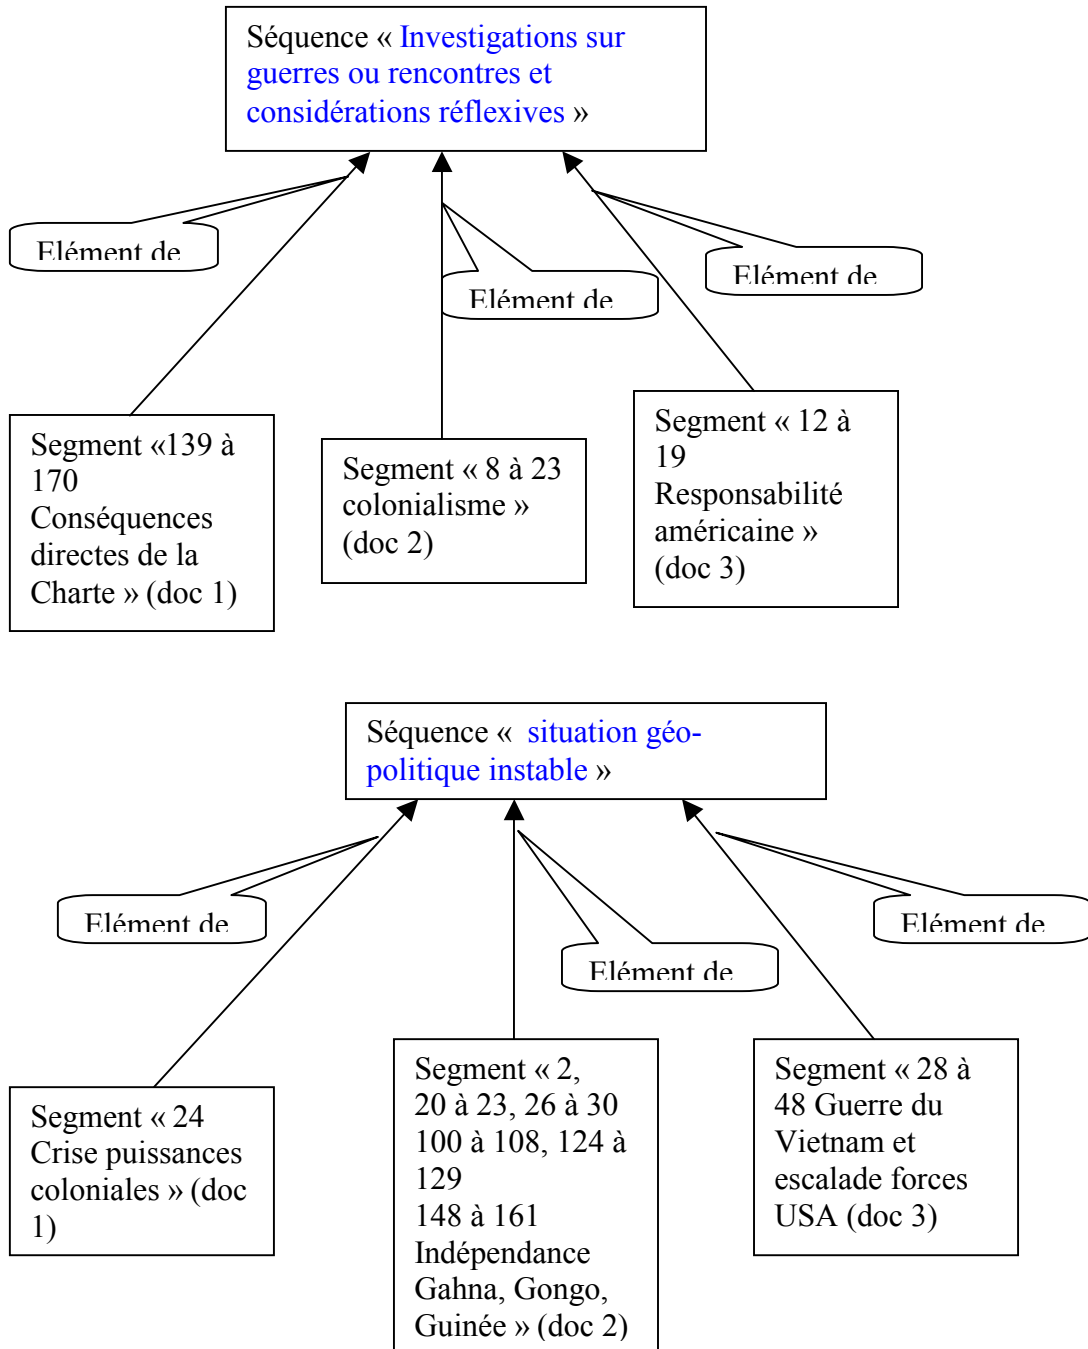 Séquence « Investigations sur
guerres ou rencontres et
considérations réflexives »
Elément de
Elément de
Elément de
Segment «139 à
170
Conséquences
directes de la
Charte » (doc 1)
Segment « 8 à 23
colonialisme »
(doc 2)
Segment « 12 à
19
Responsabilité
américaine »
(doc 3)
Séquence « situation géo-
politique instable »
Elément de
Elément de
Elément de
Segment « 24
Crise puissances
coloniales » (doc
1)
Segment « 2,
20 à 23, 26 à 30
100 à 108, 124 à
129
148 à 161
Indépendance
Gahna, Gongo,
Guinée » (doc 2)
Segment « 28 à
48 Guerre du
Vietnam et
escalade forces
USA (doc 3)